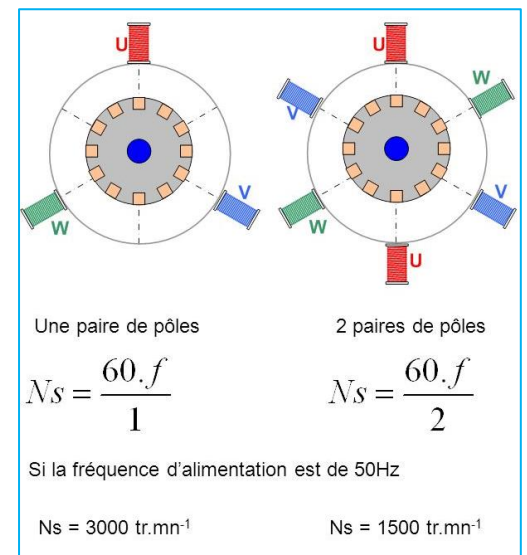 U U
W
V
W V W V
U
Une paire de pôles 2 paires de pôles
Ns = 60.f / 1 Ns = 60.f / 2
Si la fréquence d’alimentation est de 50Hz
Ns = 3000 tr.mn⁻¹ Ns = 1500 tr.mn⁻¹